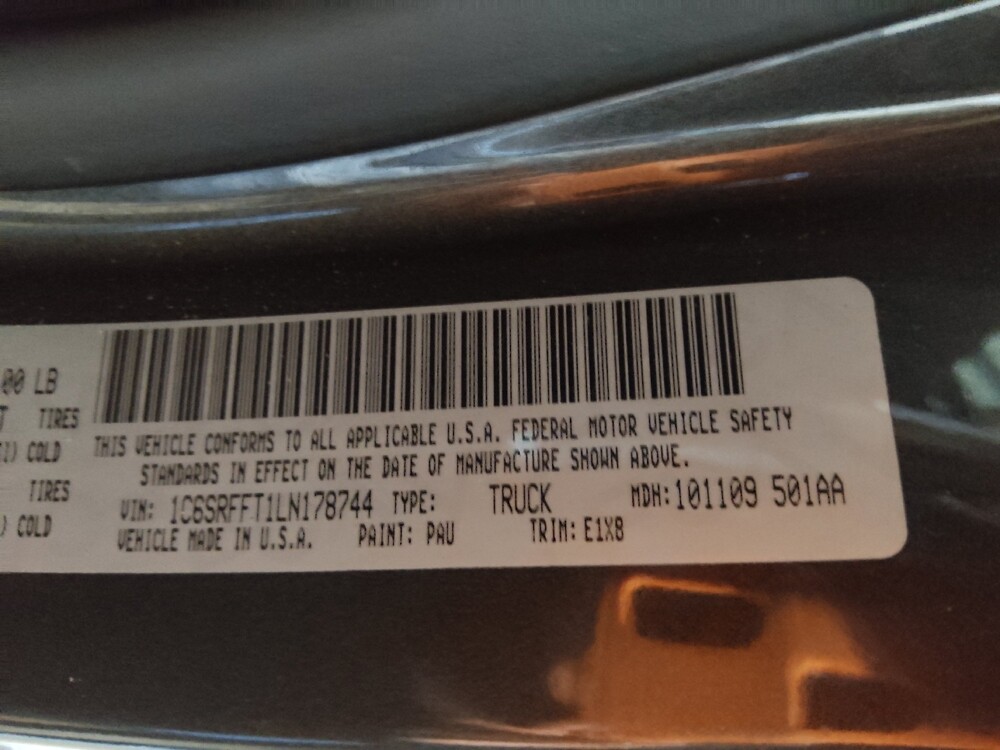 00 LB
TIRES
) COLD
TIRES
) COLD
THIS VEHICLE CONFORMS TO ALL APPLICABLE U.S.A. FEDERAL MOTOR VEHICLE SAFETY
STANDARDS IN EFFECT ON THE DATE OF MANUFACTURE SHOWN ABOVE.
VIN: 1C6SRFFT1LN178744 TYPE: TRUCK MDH:101109 501AA
VEHICLE MADE IN U.S.A. PAINT: PAU TRIM: E1X8